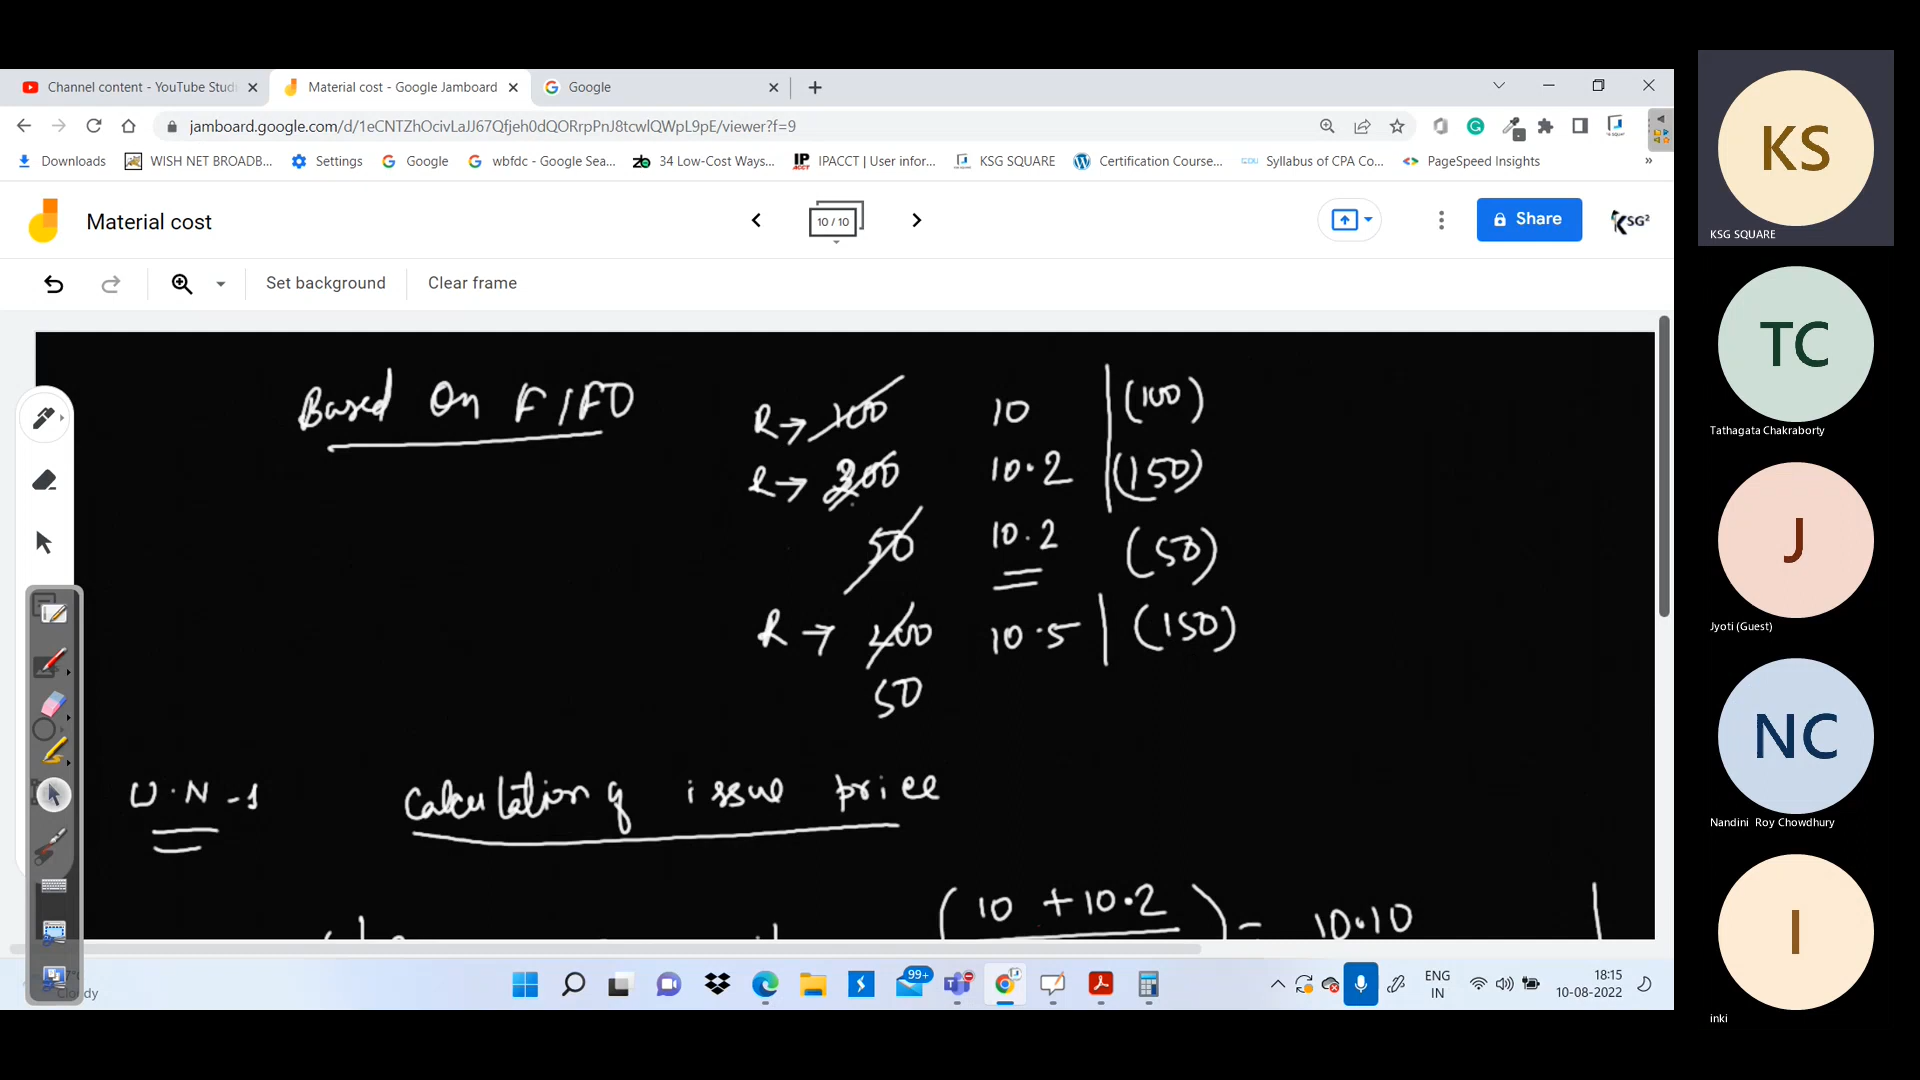 Channel content - YouTube Studi
Material cost - Google Jamboard
Google
jamboard.google.com/d/1eCNTZhOcivLaJJ67Qfjeh0dQORrpPnJ8tcwlQWpL9pE/viewer?f=9
Downloads
WISH NET BROADB...
Settings
Google
wbfdc - Google Sea...
34 Low-Cost Ways...
IPACCT | User infor...
KSG SQUARE
Certification Course...
Syllabus of CPA Co...
PageSpeed Insights
»
Material cost
10 / 10
Share
KSG²
Set background
Clear frame
Based On FIFO
R → 100 10 (100)
R → 200 10.2 (150)
50 10.2 (50)
R → 200 10.5 (150)
50
W.N-1 Calculation of issue price
(10 + 10.2) = 10.10
Cloudy
99+
ENG
IN
18:15
10-08-2022
KS
KSG SQUARE
TC
Tathagata Chakraborty
J
Jyoti (Guest)
NC
Nandini Roy Chowdhury
I
inki